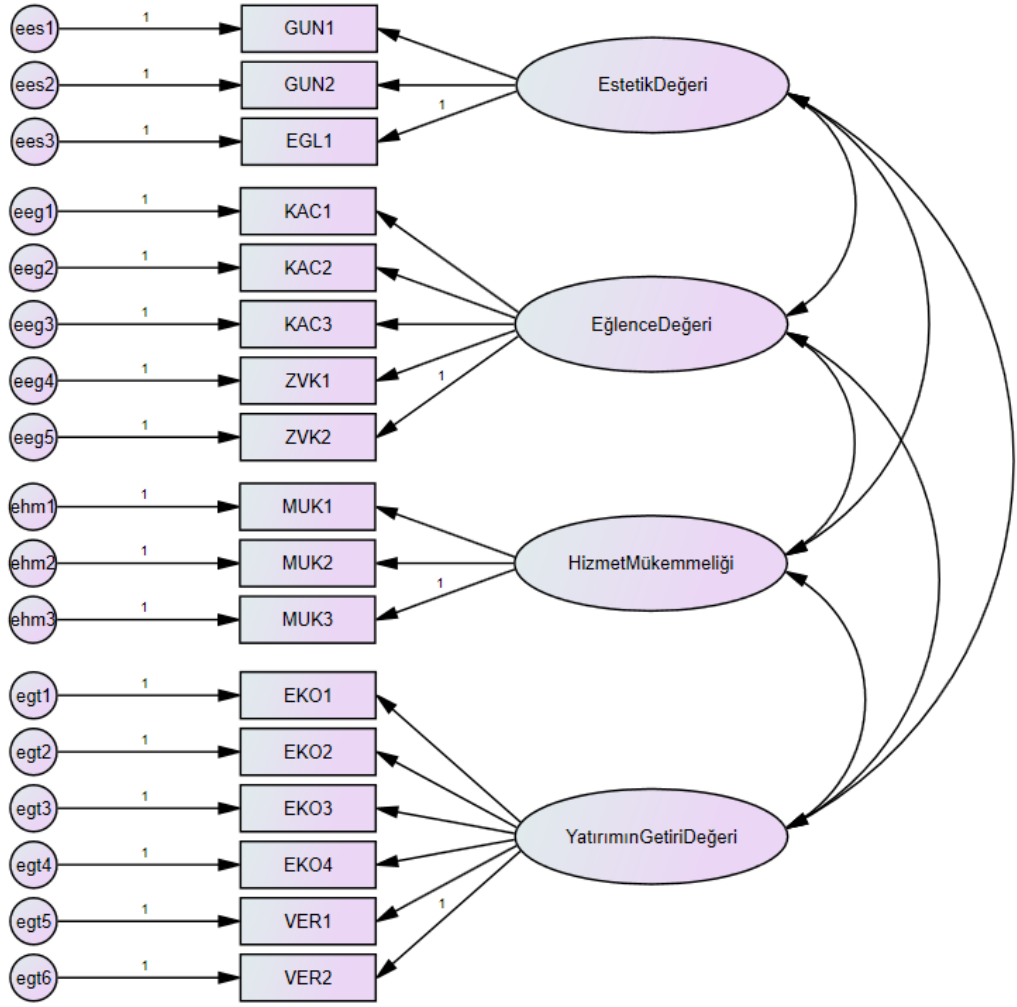 ees1 1 GUN1
ees2 1 GUN2
EstetikDeğeri
ees3 1 EGL1 1
eeg1 1 KAC1
eeg2 1 KAC2
eeg3 1 KAC3
EğlenceDeğeri
eeg4 1 ZVK1
eeg5 1 ZVK2 1
ehm1 1 MUK1
ehm2 1 MUK2
HizmetMükemmeliği
ehm3 1 MUK3 1
egt1 1 EKO1
egt2 1 EKO2
egt3 1 EKO3
YatırımınGetiriDeğeri
egt4 1 EKO4
egt5 1 VER1 1
egt6 1 VER2